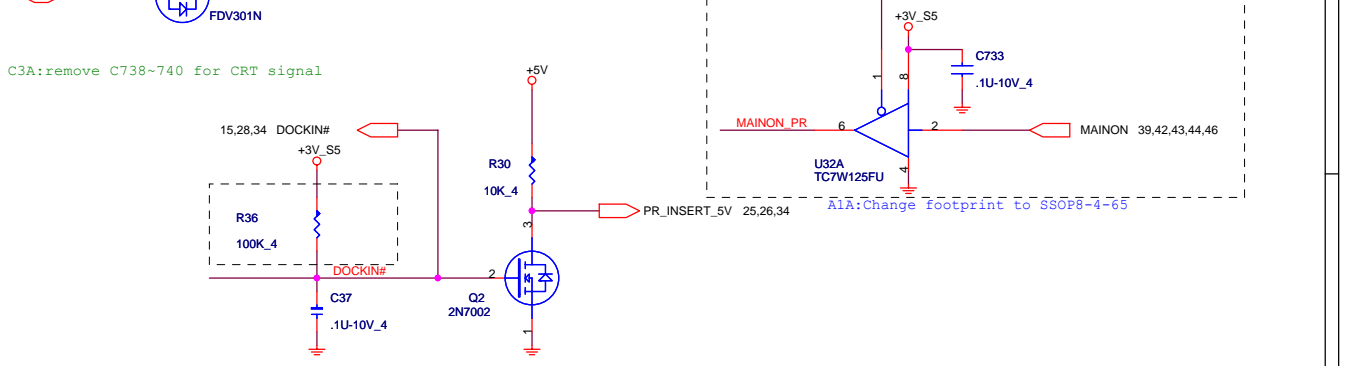 FDV301N
C3A:remove C738~740 for CRT signal
+3V_S5
C733
.1U-10V_4
1
8
MAINON_PR
6
2
MAINON 39,42,43,44,46
U32A
TC7W125FU
4
A1A:Change footprint to SSOP8-4-65
+5V
15,28,34 DOCKIN#
+3V_S5
R30
10K_4
R36
100K_4
PR_INSERT_5V 25,26,34
3
DOCKIN#
2
C37
.1U-10V_4
Q2
2N7002
1